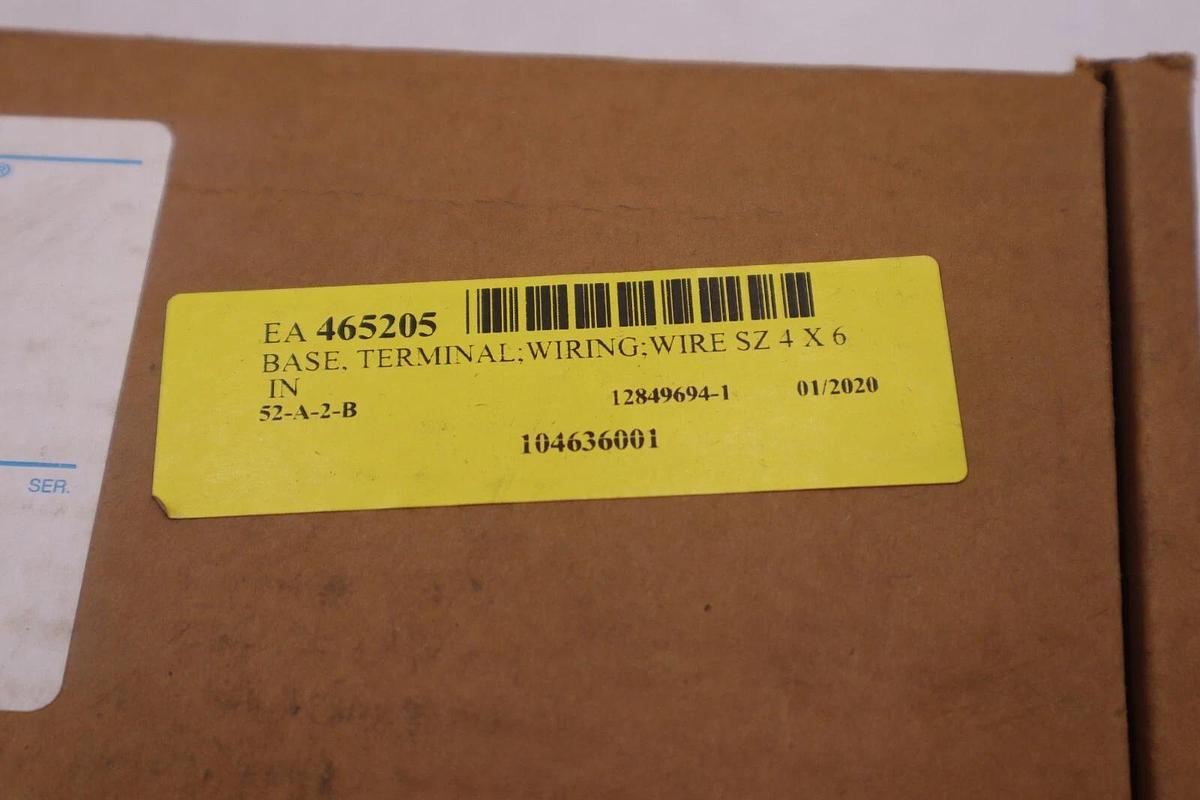 ®
EA 465205
BASE, TERMINAL;WIRING;WIRE SZ 4 X 6
IN
52-A-2-B 12849694-1 01/2020
104636001
SER.